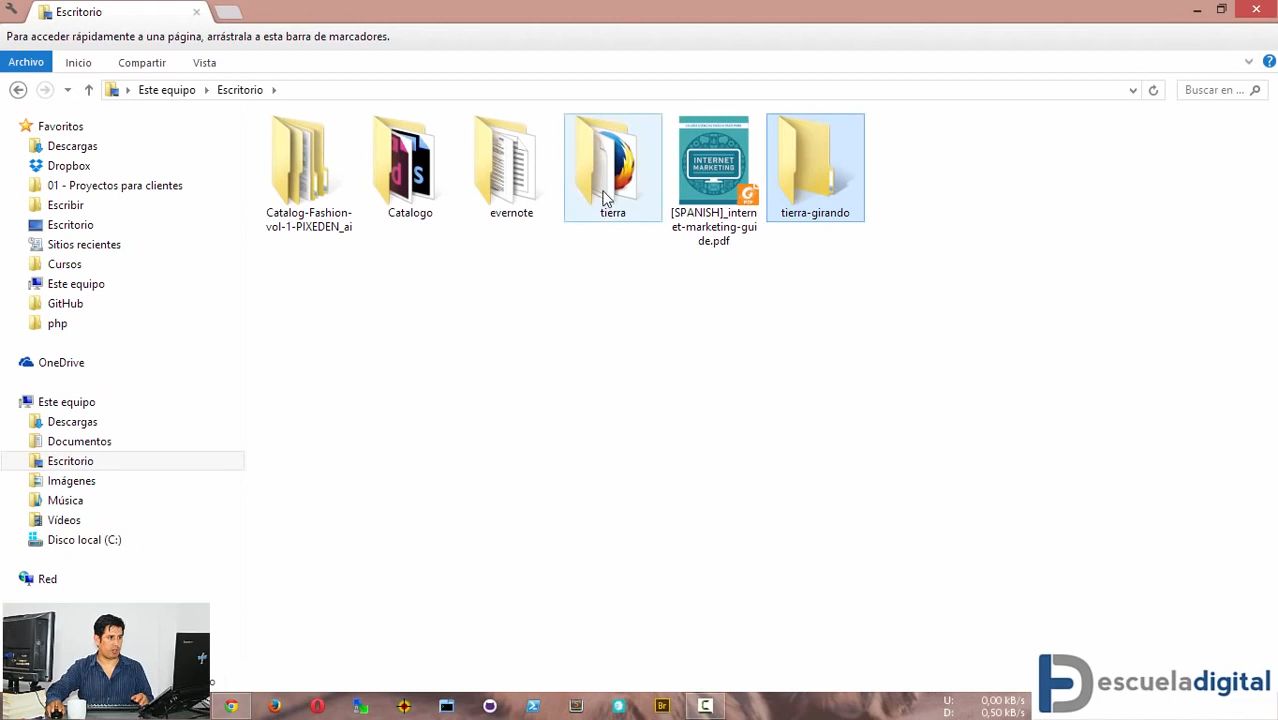 Escritorio
Para acceder rápidamente a una página, arrástrala a esta barra de marcadores.
Archivo Inicio Compartir Vista
Este equipo Escritorio
Buscar en ...
Favoritos
Descargas
Dropbox
01 - Proyectos para clientes
Escribir
Escritorio
Sitios recientes
Cursos
Este equipo
GitHub
php
OneDrive
Este equipo
Descargas
Documentos
Escritorio
Imágenes
Música
Vídeos
Disco local (C:)
Red
Catalog-Fashion-
vol-1-PIXEDEN_ai
Catalogo
evernote
tierra
INTERNET
MARKETING
[SPANISH]_intern
et-marketing-gui
de.pdf
tierra-girando
Br
U: 0,00 kB/s
D: 0,50 kB/s
escueladigital